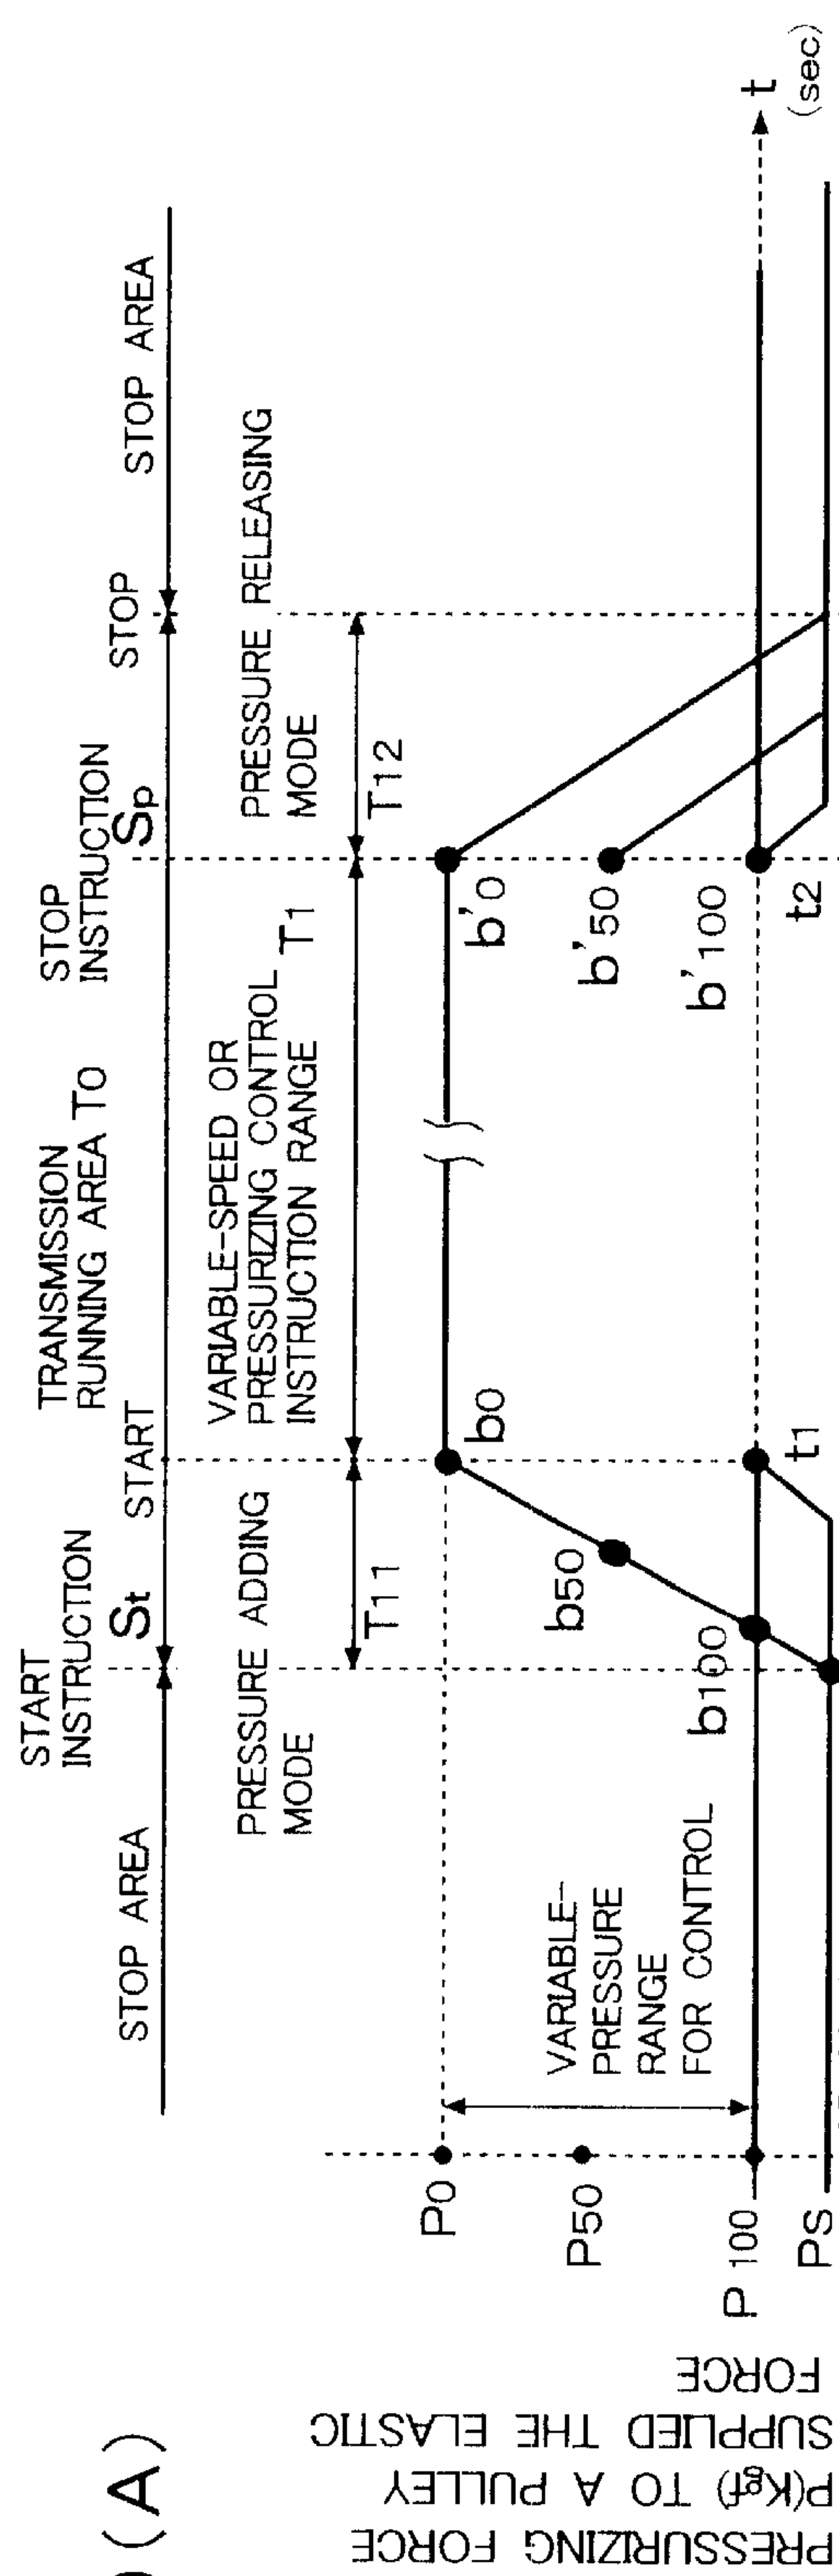 (A)
STOP AREA
START
INSTRUCTION
St
START
TRANSMISSION
RUNNING AREA To
STOP
INSTRUCTION
Sp
STOP
STOP AREA
PRESSURE ADDING
MODE
VARIABLE-SPEED OR
PRESSURIZING CONTROL
INSTRUCTION RANGE T1
PRESSURE RELEASING
MODE
T11
T12
PRESSURIZING FORCE
P(Kgf) TO A PULLEY
SUPPLIED THE ELASTIC
FORCE
P0
P50
P100
PS
VARIABLE-
PRESSURE
RANGE
FOR CONTROL
b0
b50
b100
b'0
b'50
b'100
t1
t2
t
(sec)